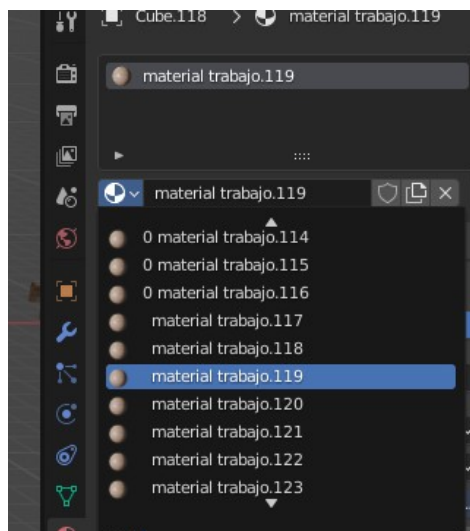 Cube.118 > material trabajo.119
material trabajo.119
material trabajo.119
0 material trabajo.114
0 material trabajo.115
0 material trabajo.116
material trabajo.117
material trabajo.118
material trabajo.119
material trabajo.120
material trabajo.121
material trabajo.122
material trabajo.123